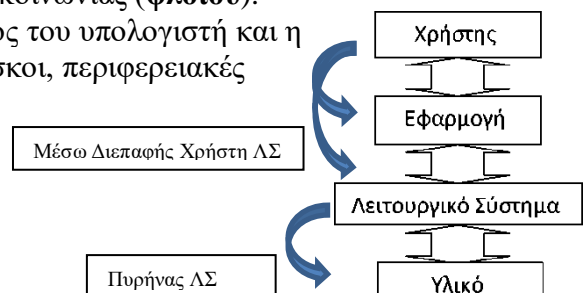 κοινωνίας (φλοιού).
ος του υπολογιστή και η
σκοι, περιφερειακές
Χρήστης
Εφαρμογή
Μέσω Διεπαφής Χρήστη ΛΣ
Λειτουργικό Σύστημα
Πυρήνας ΛΣ
Υλικό